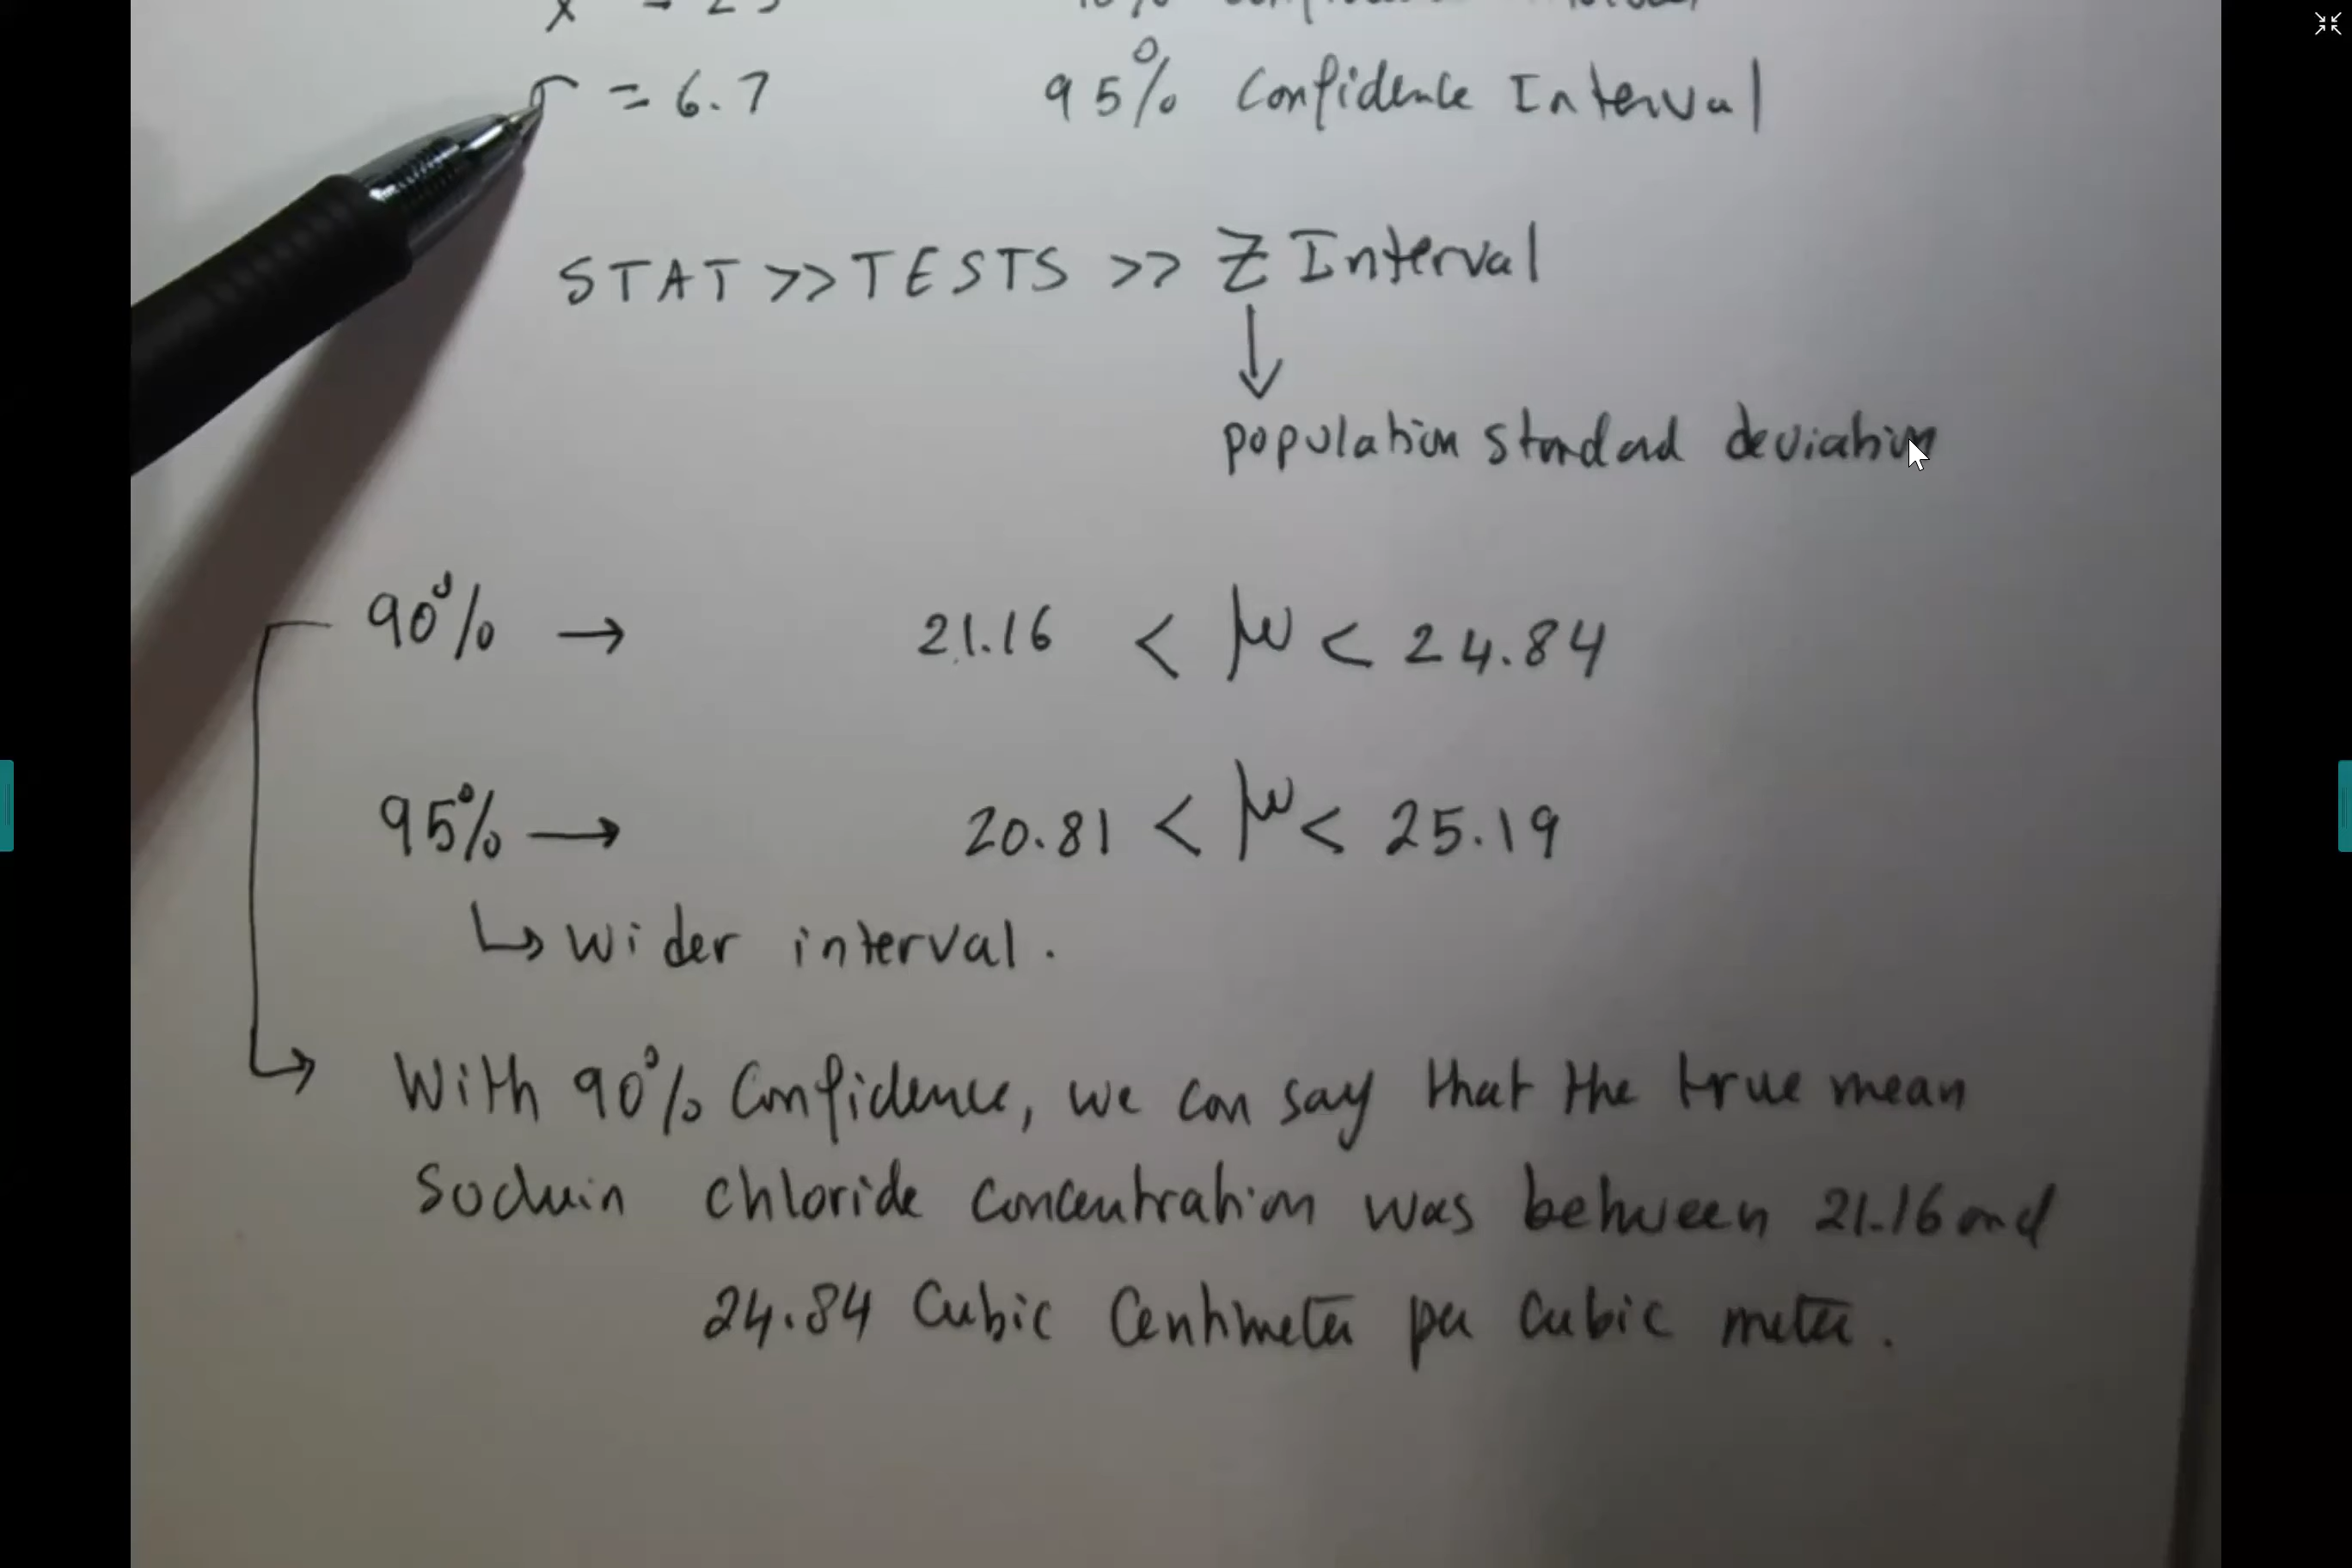 σ = 6.7
95% Confidence Interval
STAT >> TESTS >> Z Interval
↓
population standard deviation
90% → 21.16 < μ < 24.84
95% → 20.81 < μ < 25.19
↳ wider interval.
→ With 90% Confidence, we can say that the true mean
Sodium chloride concentration was between 21.16 and
24.84 Cubic Centimeter per Cubic meter.